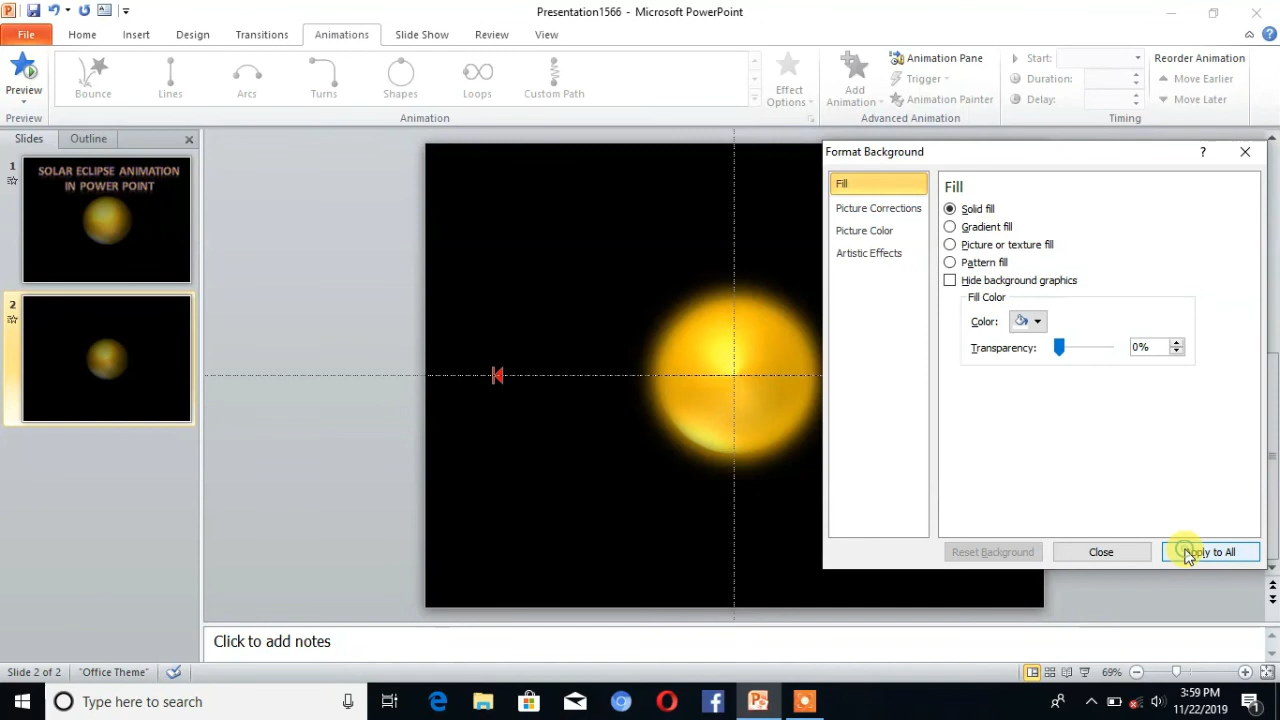 Presentation1566 - Microsoft PowerPoint
File Home Insert Design Transitions Animations Slide Show Review View
Preview
Bounce Lines Arcs Turns Shapes Loops Custom Path
Effect Options
Add Animation
Animation Pane
Trigger
Animation Painter
Start:
Duration:
Delay:
Reorder Animation
Move Earlier
Move Later
Preview Animation Advanced Animation Timing
Slides Outline
1
SOLAR ECLIPSE ANIMATION
IN POWER POINT
2
Format Background
Fill
Picture Corrections
Picture Color
Artistic Effects
Fill
Solid fill
Gradient fill
Picture or texture fill
Pattern fill
Hide background graphics
Fill Color
Color:
Transparency: 0%
Reset Background Close Apply to All
Click to add notes
Slide 2 of 2 "Office Theme" 69%
Type here to search
3:59 PM
11/22/2019